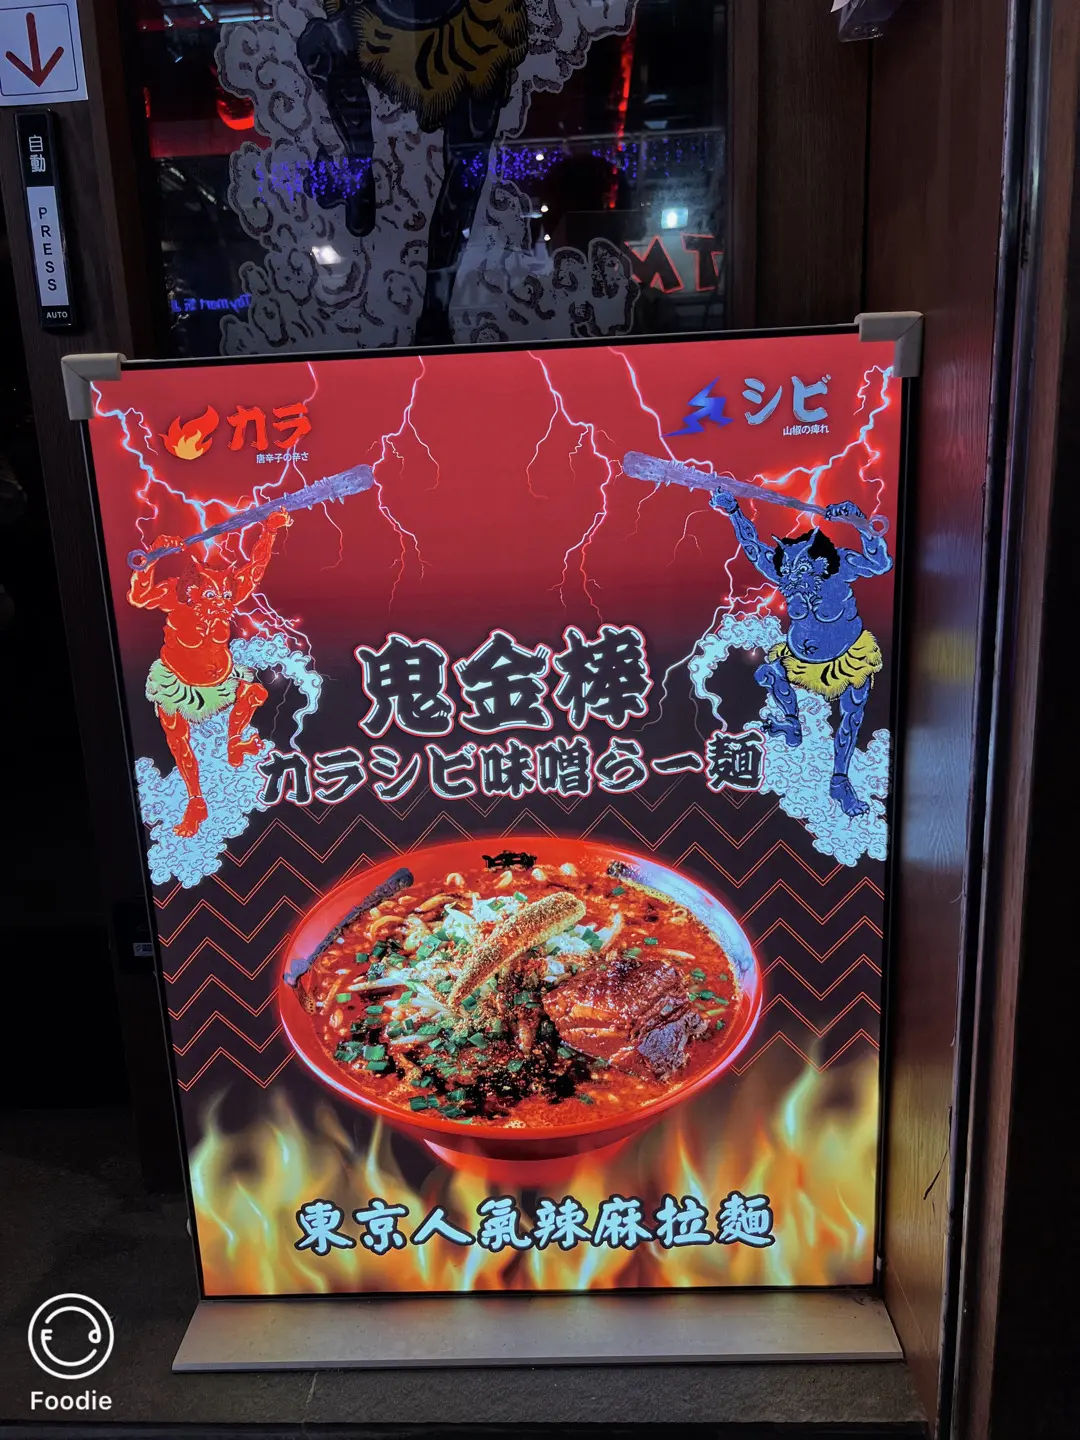 自動
PRESS
AUTO
カラ
唐辛子の辛さ
シビ
山椒の痺れ
鬼金棒
カラシビ味噌らー麺
東京人氣辣麻拉麵
Foodie